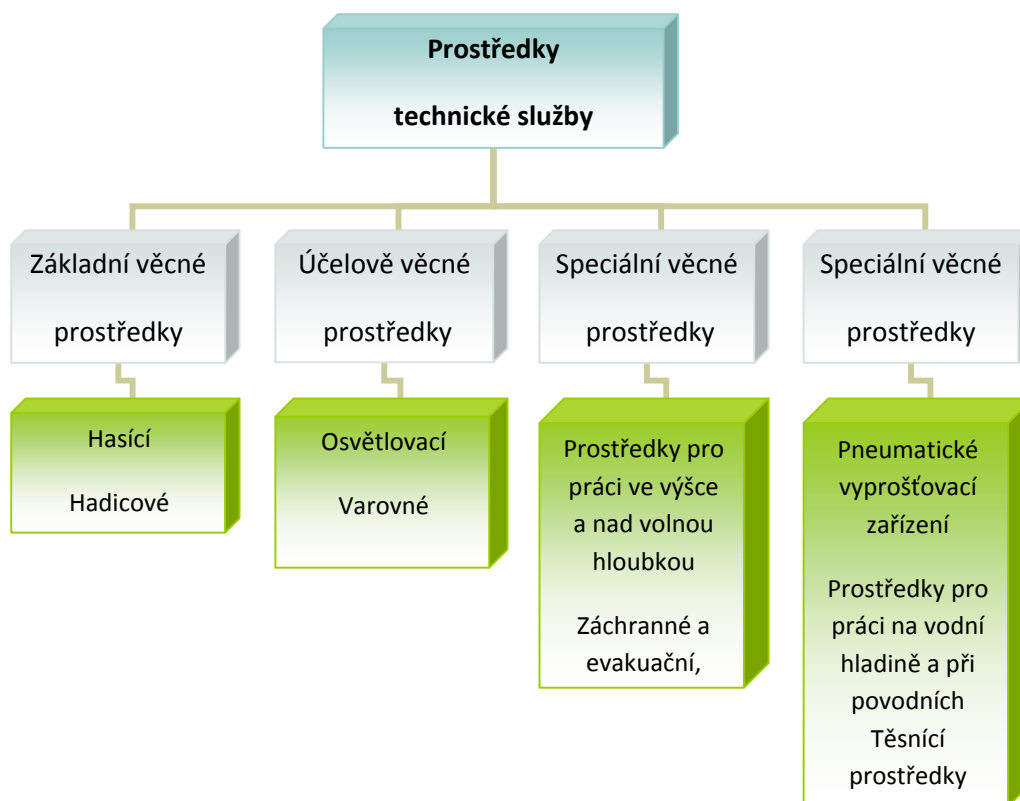 Prostředky
technické služby
Základní věcné
prostředky
Účelově věcné
prostředky
Speciální věcné
prostředky
Speciální věcné
prostředky
Hasící
Hadicové
Osvětlovací
Varovné
Prostředky pro
práci ve výšce
a nad volnou
hloubkou
Záchranné a
evakuační,
Pneumatické
vyprošťovací
zařízení
Prostředky pro
práci na vodní
hladině a při
povodních
Těsnící
prostředky